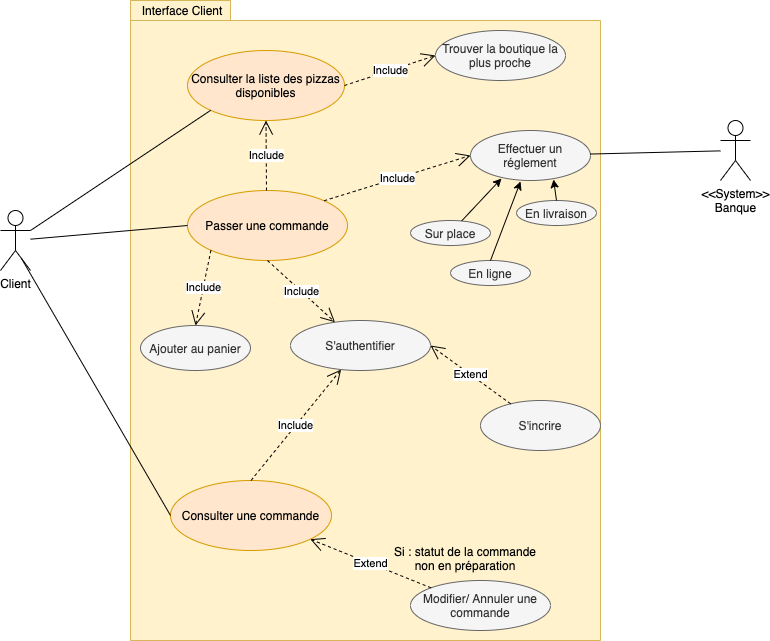 Interface Client
Trouver la boutique la
plus proche
Include
Consulter la liste des pizzas
disponibles
Include
Effectuer un
réglement
Include
<<System>>
Banque
En livraison
Sur place
En ligne
Passer une commande
Client
Include
Include
Ajouter au panier
S'authentifier
Extend
S'incrire
Include
Consulter une commande
Si : statut de la commande
non en préparation
Extend
Modifier/ Annuler une
commande